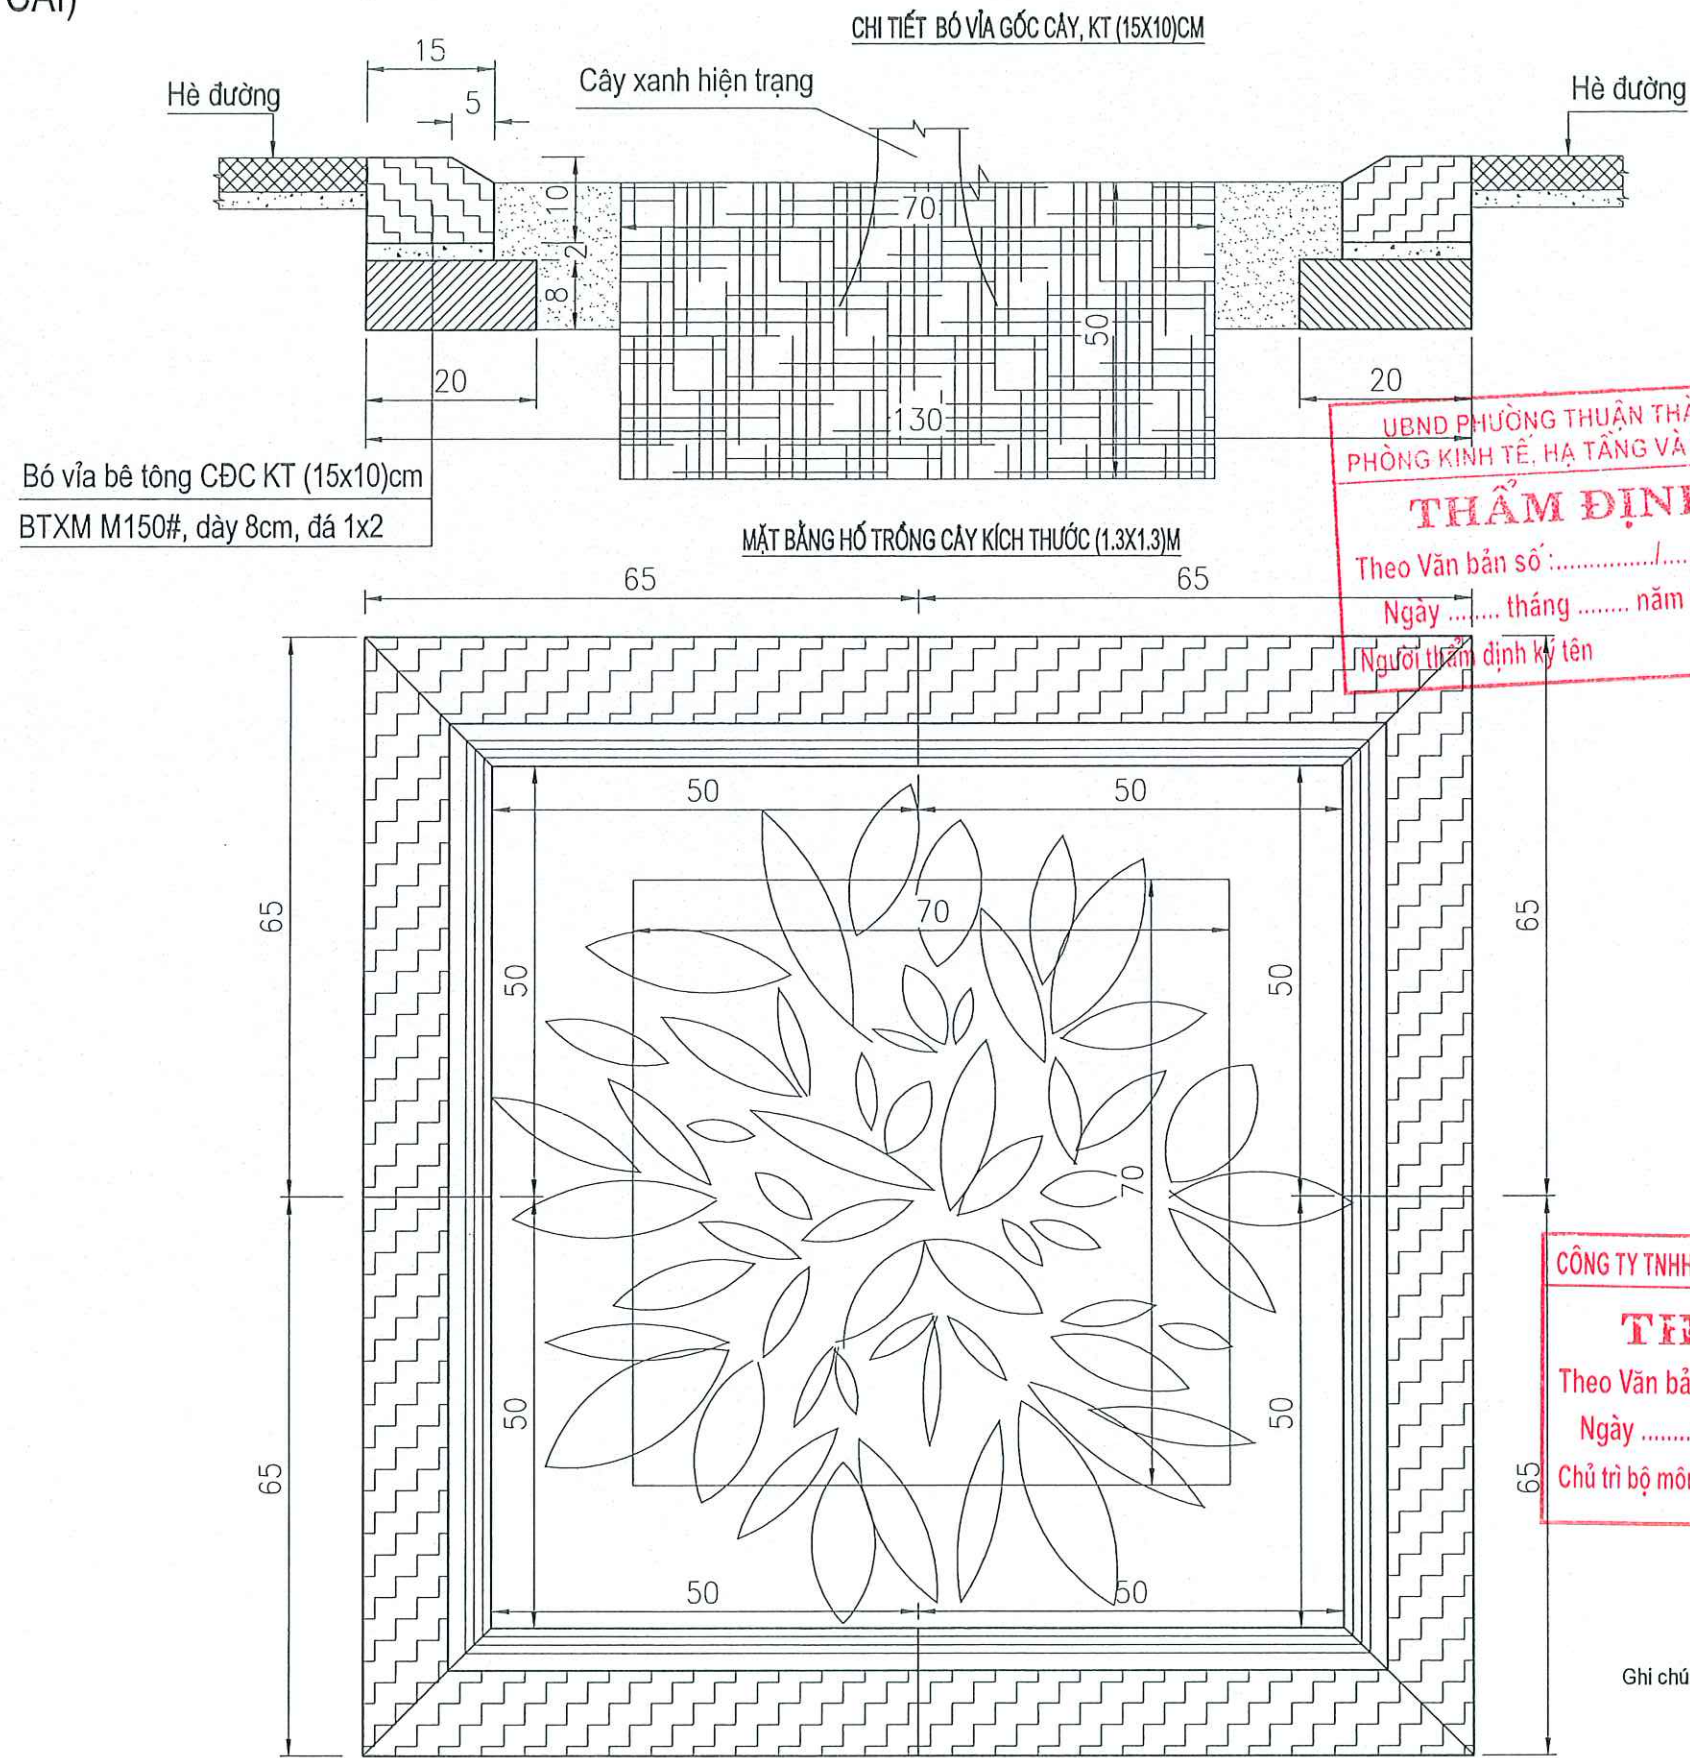 CÁI)
CHI TIẾT BÓ VỈA GỐC CÂY, KT (15X10)CM
15
Hè đường
Cây xanh hiện trạng
Hè đường
5
10
70
2
8
50
20
20
130
Bó vỉa bê tông CĐC KT (15x10)cm
BTXM M150#, dày 8cm, đá 1x2
UBND PHƯỜNG THUẬN
PHÒNG KINH TẾ, HẠ TẦNG VÀ
THẨM
Theo Văn bản số :.............../....
Ngày ........ tháng ........ năm
Người thẩm định ký tên
MẶT BẰNG HỐ TRỒNG CÂY KÍCH THƯỚC (1.3X1.3)M
65
65
50
50
70
65
65
50
50
70
CÔNG TY TNHH
Theo Văn
Ngày ........
Chủ trì bộ
50
50
65
65
50
50
Ghi chú